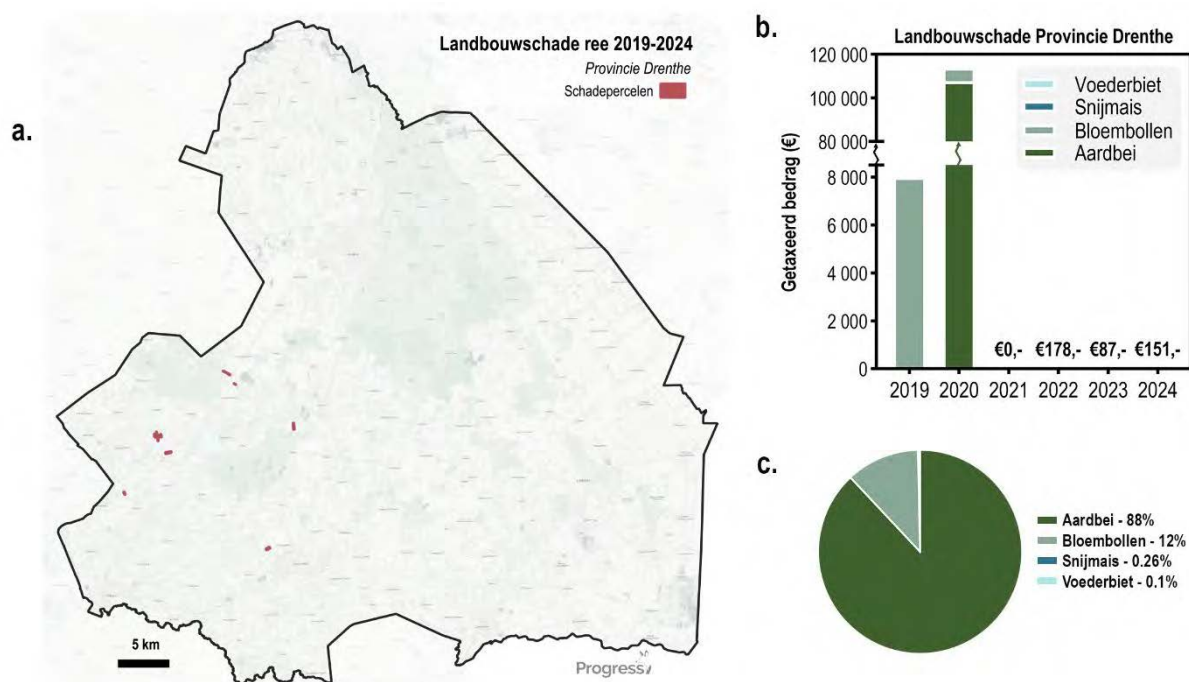 a.
Landbouwschade ree 2019-2024
Provincie Drenthe
Schadepercelen
5 km
Progress
b.
Landbouwschade Provincie Drenthe
Getaxeerd bedrag (€)
120 000
100 000
80 000
8 000
6 000
4 000
2 000
0
Voederbiet
Snijmais
Bloembollen
Aardbei
€0,- €178,- €87,- €151,-
2019 2020 2021 2022 2023 2024
c.
Aardbei - 88%
Bloembollen - 12%
Snijmais - 0.26%
Voederbiet - 0.1%